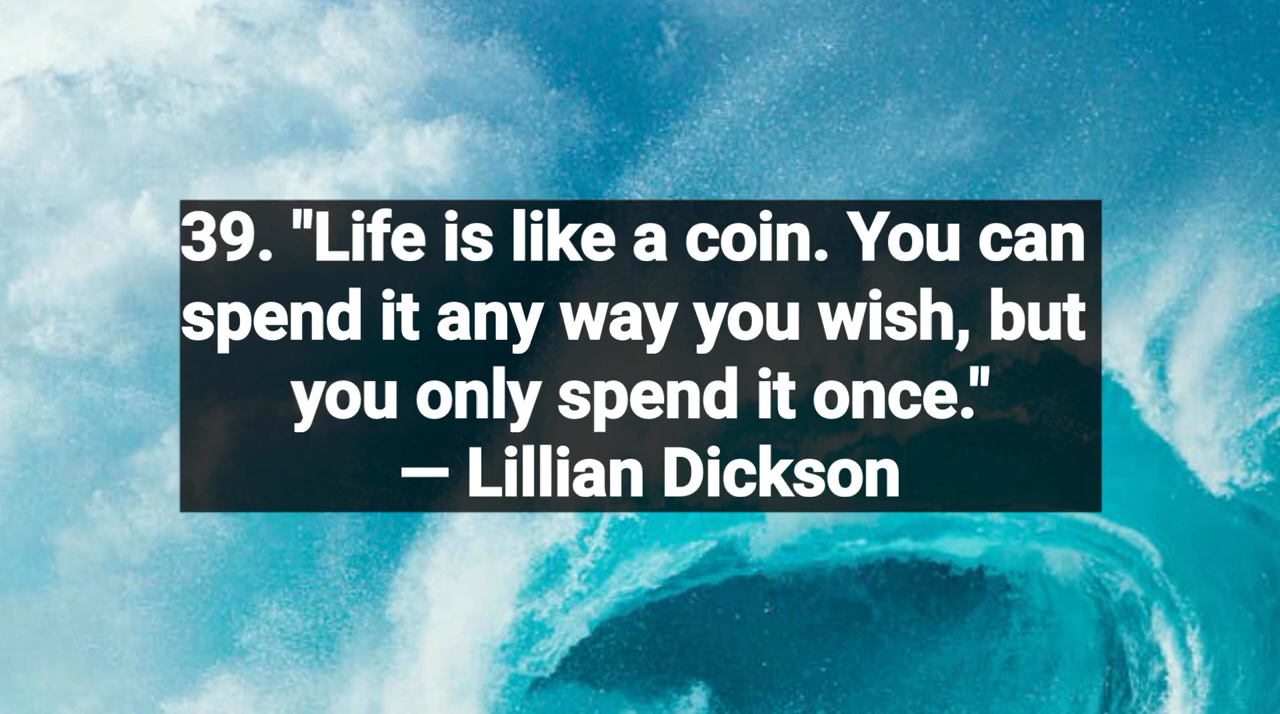 39. "Life is like a coin. You can
spend it any way you wish, but
you only spend it once."
— Lillian Dickson